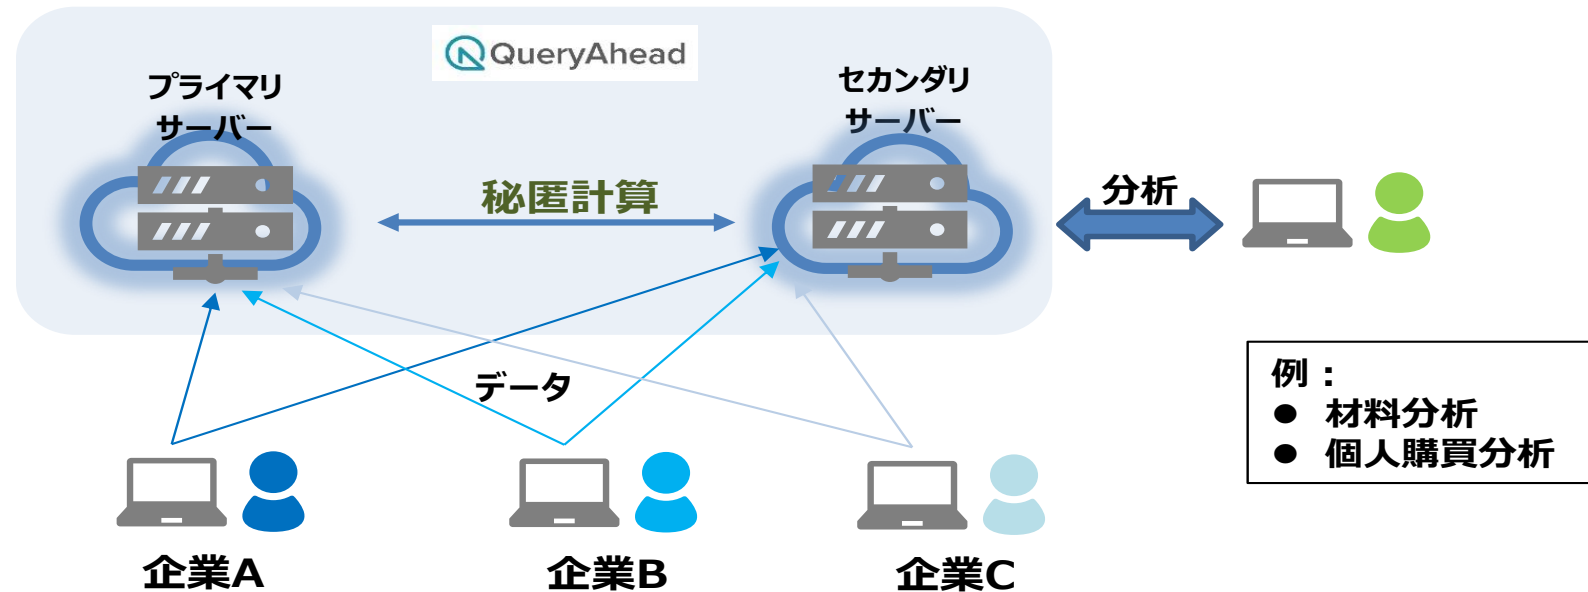 QueryAhead
プライマリ
サーバー
セカンダリ
サーバー
秘匿計算
分析
データ
例：
● 材料分析
● 個人購買分析
企業A
企業B
企業C